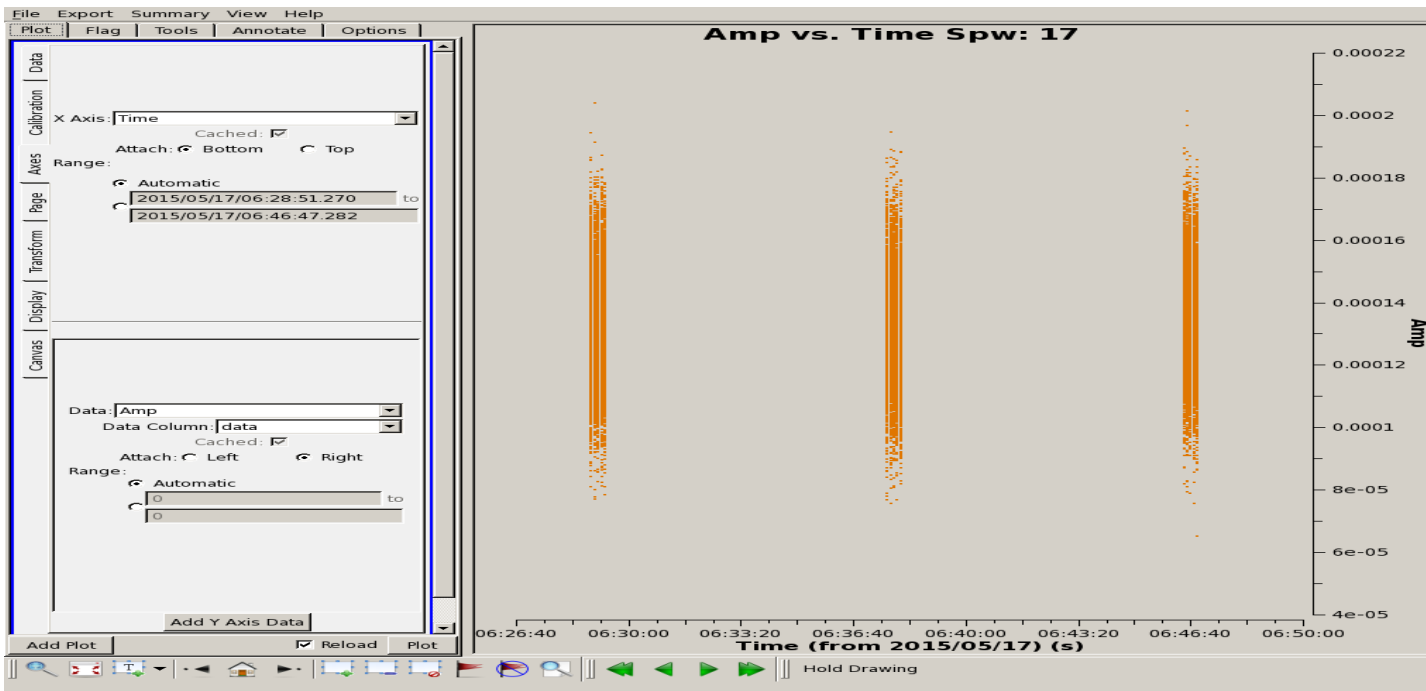 File Export Summary View Help
Plot Flag Tools Annotate Options
Data
Calibration
Axes
Page
Transform
Display
Canvas
X Axis: Time
Cached:
Attach: Bottom Top
Range:
Automatic
2015/05/17/06:28:51.270 to
2015/05/17/06:46:47.282
Data: Amp
Data Column: data
Cached:
Attach: Left Right
Range:
Automatic
0 to
0
Add Y Axis Data
Add Plot Reload Plot
Amp vs. Time Spw: 17
0.00022
0.0002
0.00018
0.00016
0.00014
0.00012
0.0001
8e-05
6e-05
4e-05
Amp
06:26:40 06:30:00 06:33:20 06:36:40 06:40:00 06:43:20 06:46:40 06:50:00
Time (from 2015/05/17) (s)
T
Hold Drawing